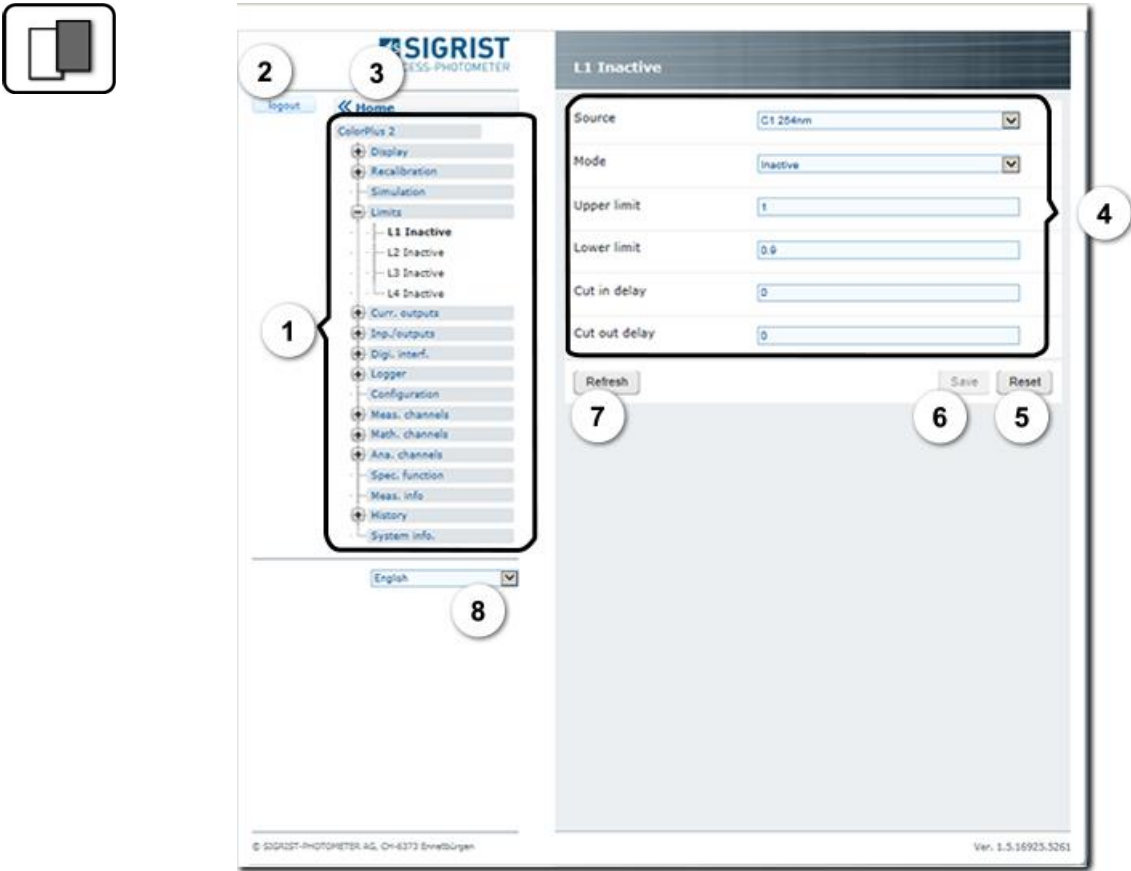 SIGRIST
ESS-PHOTOMETER
L1 Inactive
2
3
logout
Home
ColorPlus 2
Display
Recalibration
Simulation
Limits
L1 Inactive
L2 Inactive
L3 Inactive
L4 Inactive
Curr. outputs
Inp./outputs
Digi. interf.
Logger
Configuration
Meas. channels
Math. channels
Ana. channels
Spec. function
Meas. info
History
System info.
1
English
8
Source C1 254nm
Mode Inactive
Upper limit 1
Lower limit 0.9
Cut in delay 0
Cut out delay 0
4
Refresh Save Reset
7 6 5
© SIGRIST-PHOTOMETER AG, CH-6373 Ennetbürgen
Ver. 1.5.16925.5261